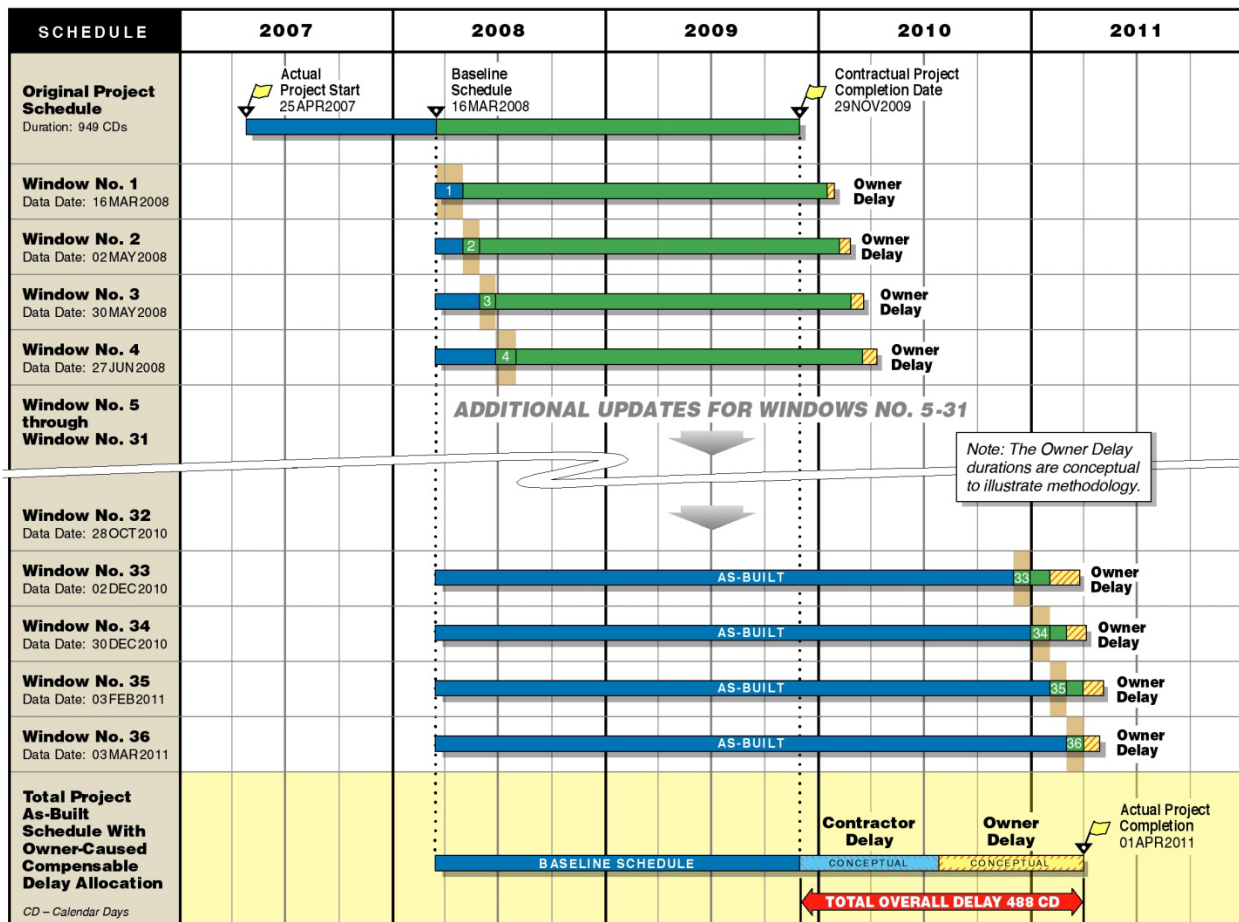 SCHEDULE 2007 2008 2009 2010 2011
Original Project
Schedule
Duration: 949 CDs
Actual
Project Start
25APR2007
Baseline
Schedule
16MAR2008
Contractual Project
Completion Date
29NOV2009
Window No. 1
Data Date: 16MAR2008
1
Owner
Delay
Window No. 2
Data Date: 02MAY2008
2
Owner
Delay
Window No. 3
Data Date: 30MAY2008
3
Owner
Delay
Window No. 4
Data Date: 27JUN2008
4
Owner
Delay
Window No. 5
through
Window No. 31
ADDITIONAL UPDATES FOR WINDOWS NO. 5-31
Note: The Owner Delay
durations are conceptual
to illustrate methodology.
Window No. 32
Data Date: 28OCT2010
Window No. 33
Data Date: 02DEC2010
AS-BUILT 33
Owner
Delay
Window No. 34
Data Date: 30DEC2010
AS-BUILT 34
Owner
Delay
Window No. 35
Data Date: 03FEB2011
AS-BUILT 35
Owner
Delay
Window No. 36
Data Date: 03MAR2011
AS-BUILT 36
Owner
Delay
Total Project
As-Built
Schedule With
Owner-Caused
Compensable
Delay Allocation
CD – Calendar Days
Contractor
Delay
Owner
Delay
Actual Project
Completion
01APR2011
BASELINE SCHEDULE CONCEPTUAL CONCEPTUAL
TOTAL OVERALL DELAY 488 CD